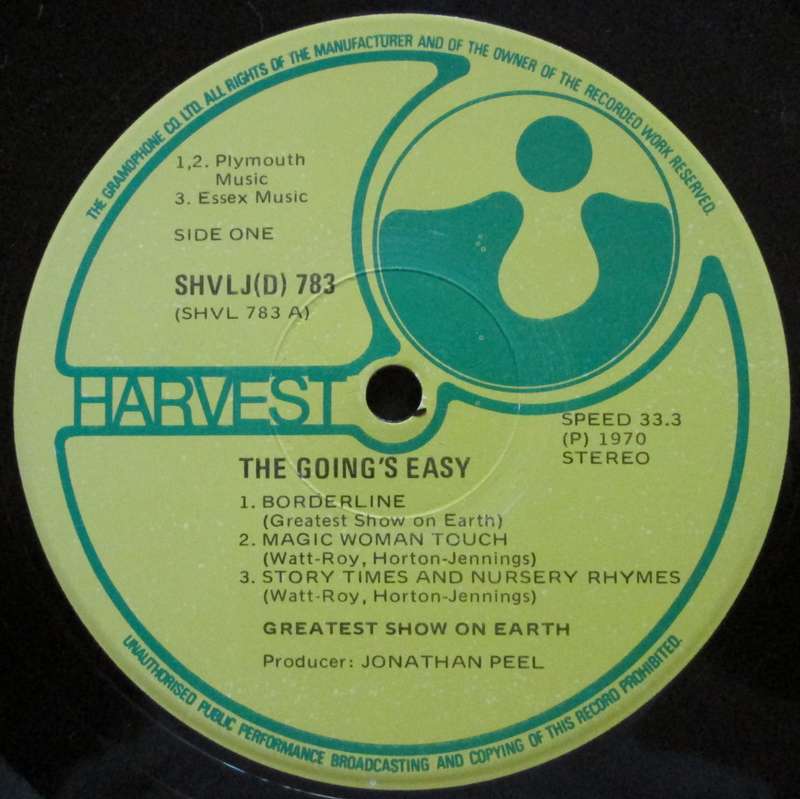 THE GRAMOPHONE CO. LTD. ALL RIGHTS OF THE MANUFACTURER AND OF THE OWNER OF THE RECORDED WORK RESERVED.
1,2. Plymouth
Music
3. Essex Music
SIDE ONE
SHVLJ(D) 783
(SHVL 783 A)
HARVEST
SPEED 33.3
(P) 1970
STEREO
THE GOING'S EASY
1. BORDERLINE
(Greatest Show on Earth)
2. MAGIC WOMAN TOUCH
(Watt-Roy, Horton-Jennings)
3. STORY TIMES AND NURSERY RHYMES
(Watt-Roy, Horton-Jennings)
GREATEST SHOW ON EARTH
Producer: JONATHAN PEEL
UNAUTHORISED PUBLIC PERFORMANCE BROADCASTING AND COPYING OF THIS RECORD PROHIBITED.